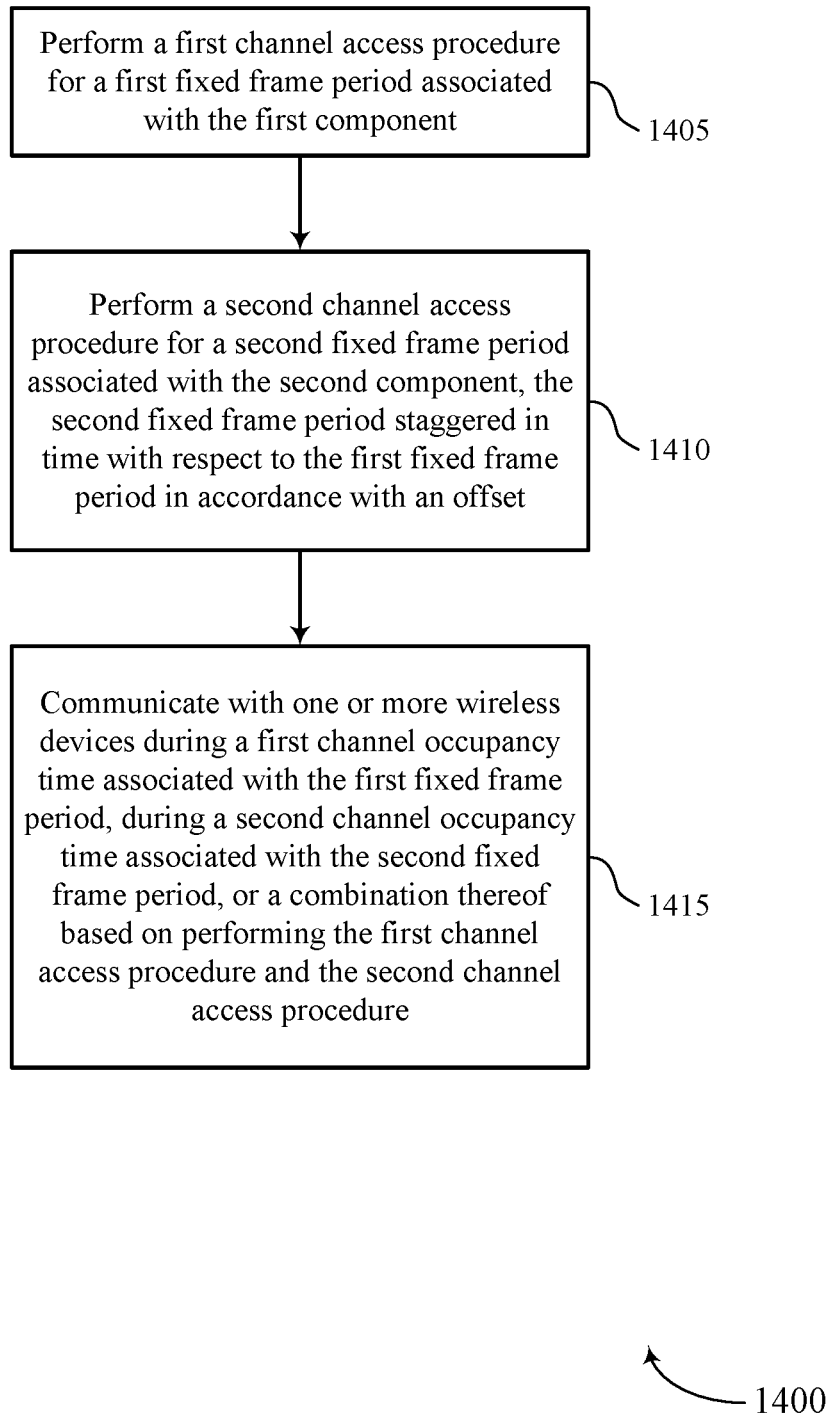 Perform a first channel access procedure
for a first fixed frame period associated
with the first component
1405
Perform a second channel access
procedure for a second fixed frame period
associated with the second component, the
second fixed frame period staggered in
time with respect to the first fixed frame
period in accordance with an offset
1410
Communicate with one or more wireless
devices during a first channel occupancy
time associated with the first fixed frame
period, during a second channel occupancy
time associated with the second fixed
frame period, or a combination thereof
based on performing the first channel
access procedure and the second channel
access procedure
1415
1400